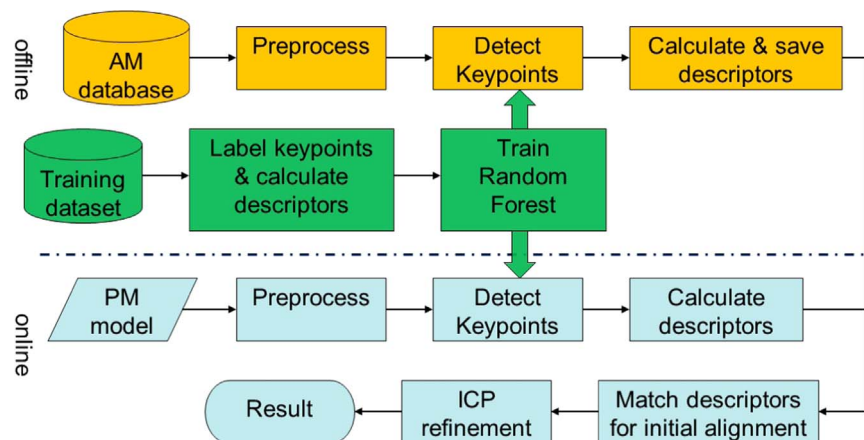 offline
AM
database
Preprocess
Detect
Keypoints
Calculate & save
descriptors
Training
dataset
Label keypoints
& calculate
descriptors
Train
Random
Forest
online
PM
model
Preprocess
Detect
Keypoints
Calculate
descriptors
Result
ICP
refinement
Match descriptors
for initial alignment